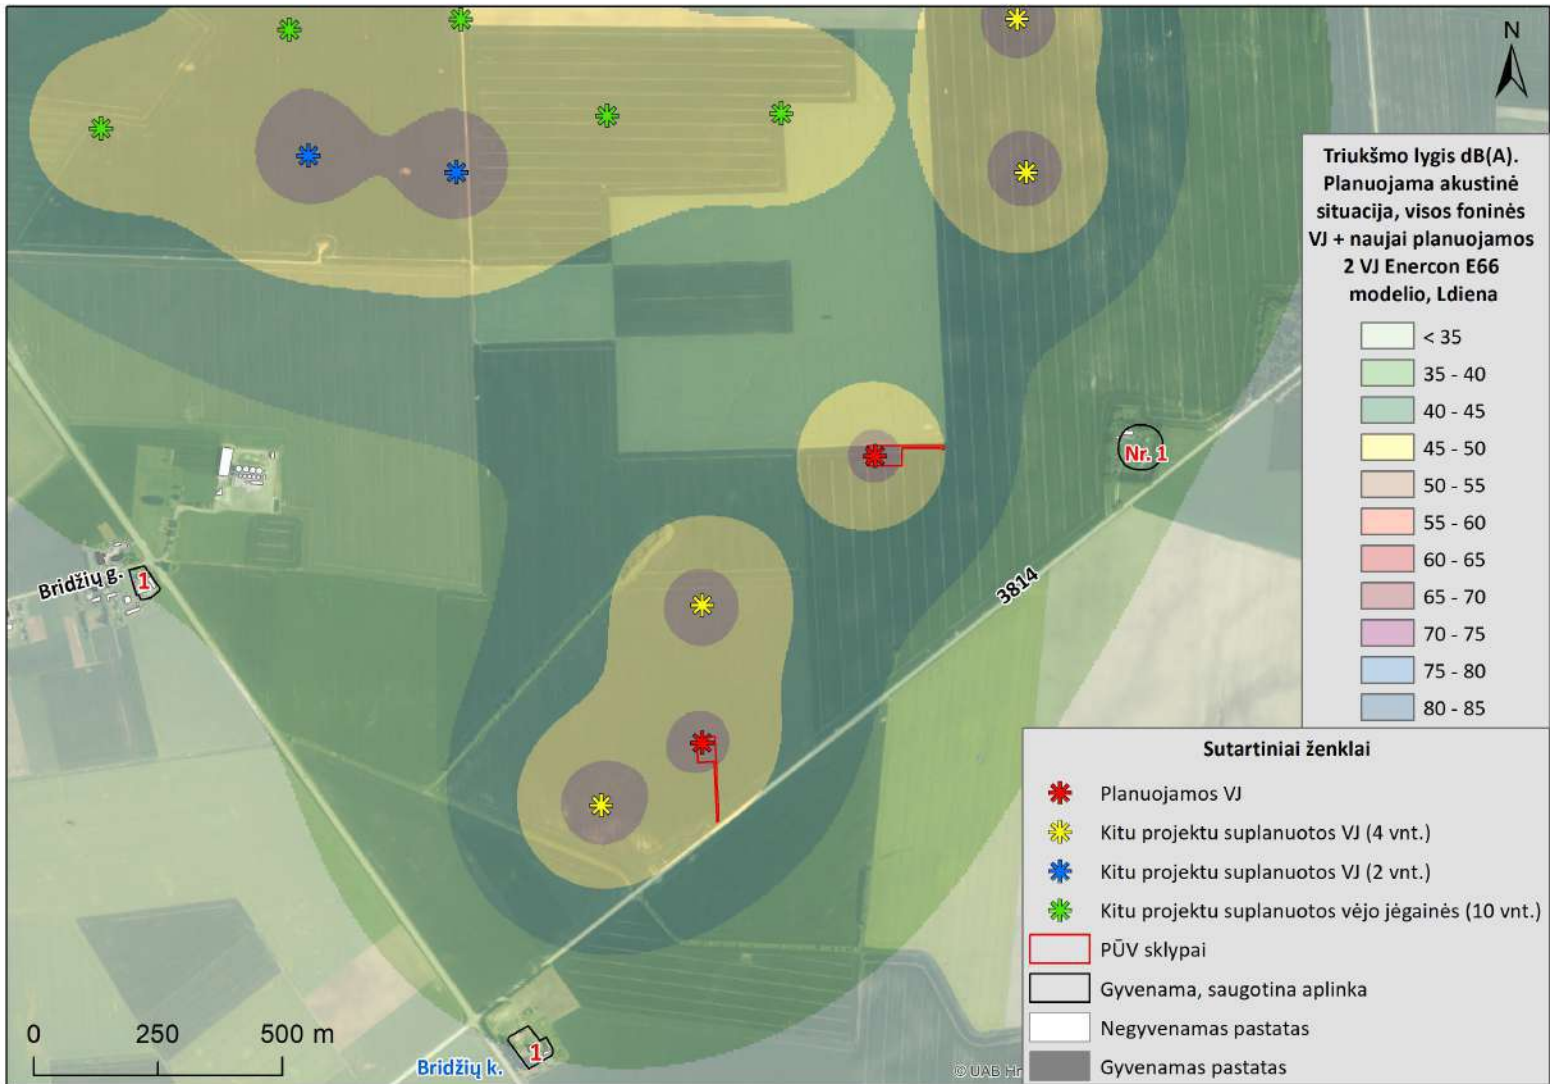 N
Triukšmo lygis dB(A).
Planuojama akustinė
situacija, visos foninės
VJ + naujai planuojamos
2 VJ Enercon E66
modelio, Ldiena
< 35
35 - 40
40 - 45
45 - 50
50 - 55
55 - 60
60 - 65
65 - 70
70 - 75
75 - 80
80 - 85
Nr. 1
Bridžių g.
1
3814
Sutartiniai ženklai
Planuojamos VJ
Kitu projektu suplanuotos VJ (4 vnt.)
Kitu projektu suplanuotos VJ (2 vnt.)
Kitu projektu suplanuotos vėjo jėgainės (10 vnt.)
PŪV sklypai
Gyvenama, saugotina aplinka
Negyvenamas pastatas
Gyvenamas pastatas
0 250 500 m
1
Bridžių k.
© UAB